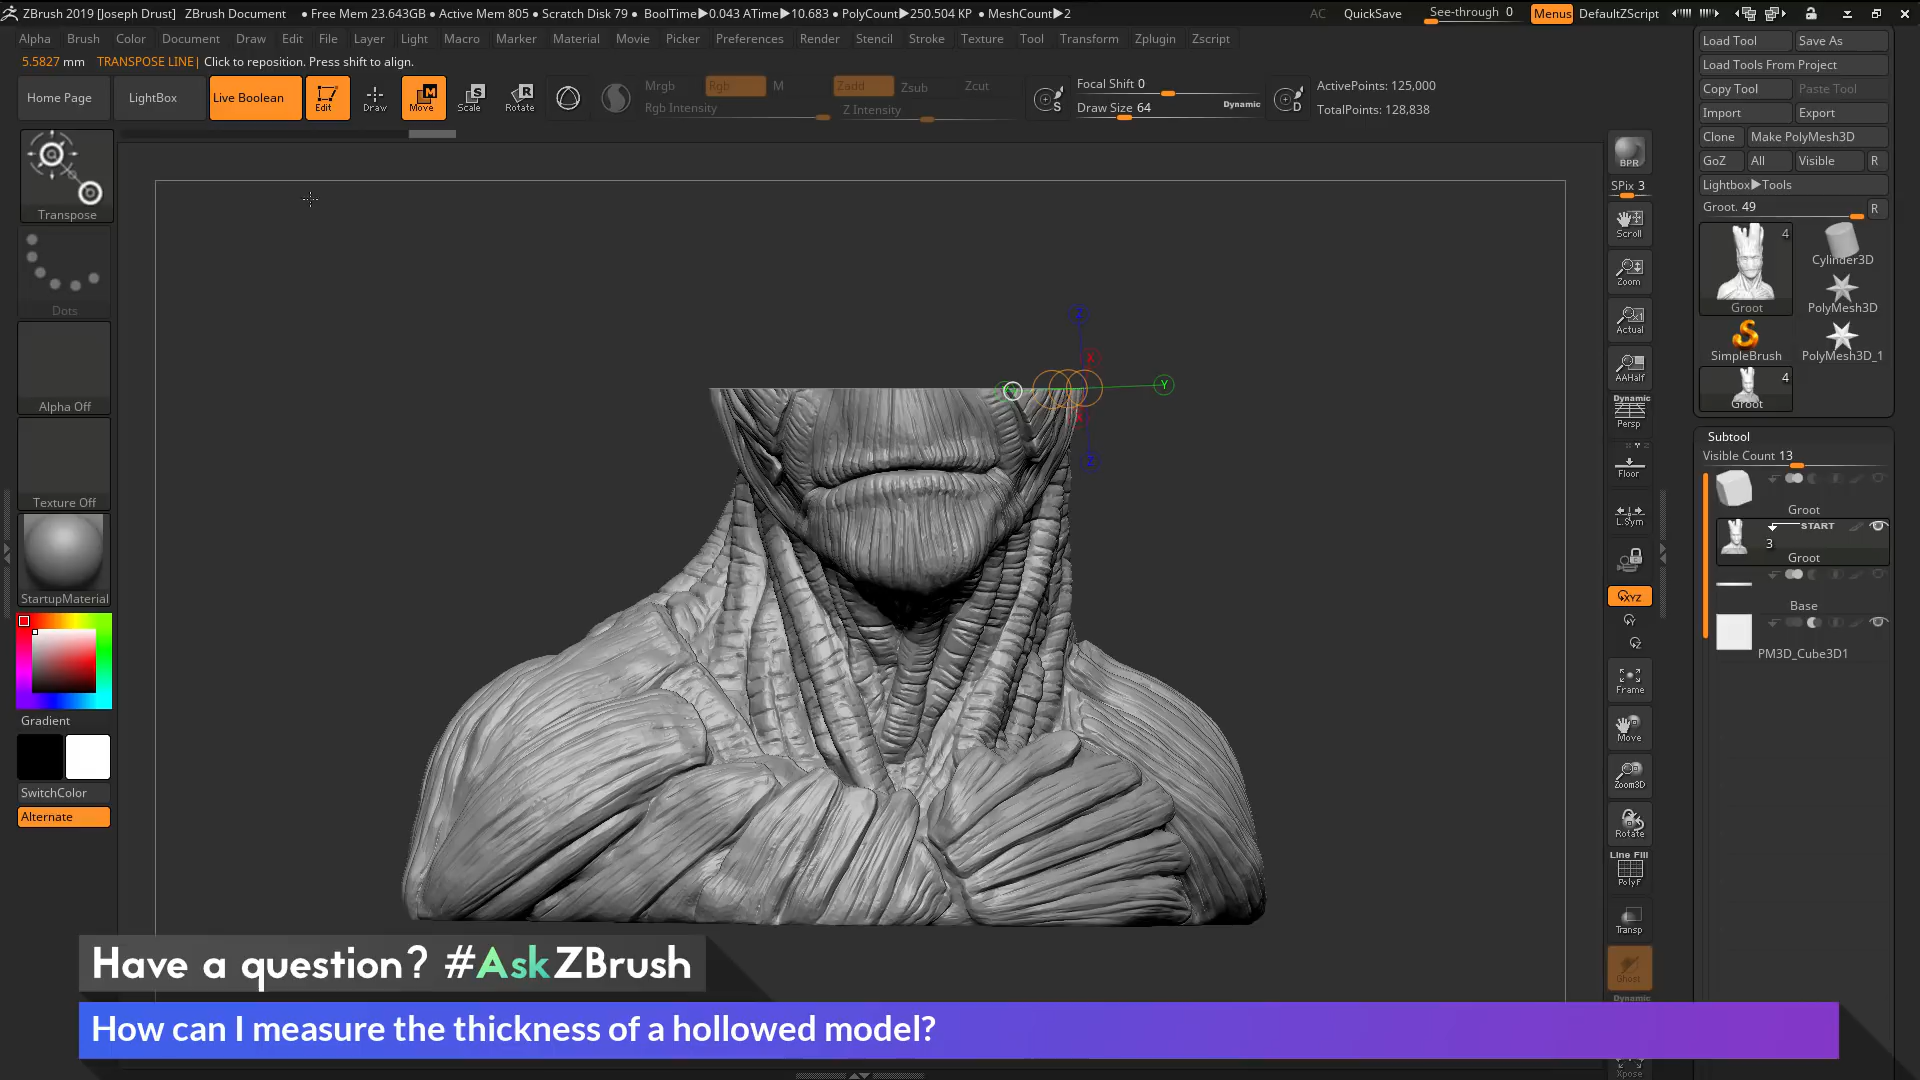 ZBrush 2019 [Joseph Drust] ZBrush Document • Free Mem 23.643GB • Active Mem 805 • Scratch Disk 79 • BoolTime▶0.043 ATime▶10.683 • PolyCount▶250.504 KP • MeshCount▶2 AC QuickSave See-through 0 Menus DefaultZScript
Alpha Brush Color Document Draw Edit File Layer Light Macro Marker Material Movie Picker Preferences Render Stencil Stroke Texture Tool Transform Zplugin Zscript
5.5827 mm TRANSPOSE LINE| Click to reposition. Press shift to align.
Home Page LightBox Live Boolean Edit Draw Move Scale Rotate
Mrgb Rgb M Zadd Zsub Zcut
Rgb Intensity Z Intensity
Focal Shift 0
Draw Size 64 Dynamic
ActivePoints: 125,000
TotalPoints: 128,838
Transpose
Dots
Alpha Off
Texture Off
StartupMaterial
Gradient
SwitchColor
Alternate
Z
X
Y
X
Z
BPR
SPix 3
Scroll
Zoom
Actual
AAHalf
Dynamic
Persp
Floor
L.Sym
XYZ
Y
Z
Frame
Move
Zoom3D
Rotate
Line Fill
PolyF
Transp
Ghost
Dynamic
Xpose
Load Tool Save As
Load Tools From Project
Copy Tool Paste Tool
Import Export
Clone Make PolyMesh3D
GoZ All Visible R
Lightbox▶Tools
Groot. 49 R
4
Groot
Cylinder3D
PolyMesh3D
SimpleBrush PolyMesh3D_1
4
Groot
Subtool
Visible Count 13
Groot
START
3
Groot
Base
PM3D_Cube3D1
Have a question? #AskZBrush
How can I measure the thickness of a hollowed model?